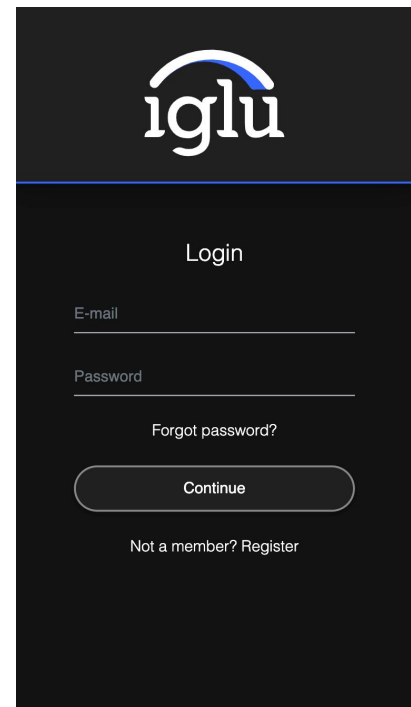 iglu
Login
E-mail
Password
Forgot password?
Continue
Not a member? Register